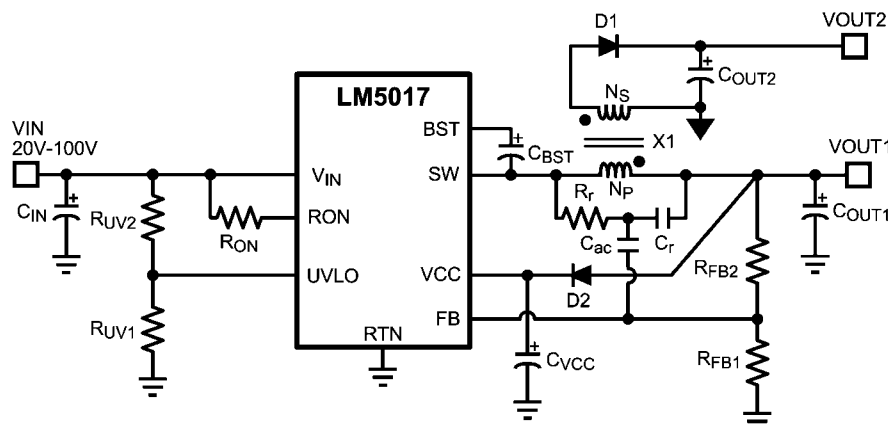 VOUT2
D1
+
COUT2
NS
LM5017
X1
BST
+
CBST
VIN
20V-100V
VOUT1
VIN
SW
NP
+
CIN
RUV2
RON
RON
Rr
Cac
Cr
+
COUT1
UVLO
VCC
D2
RFB2
RUV1
FB
RTN
+
CVCC
RFB1